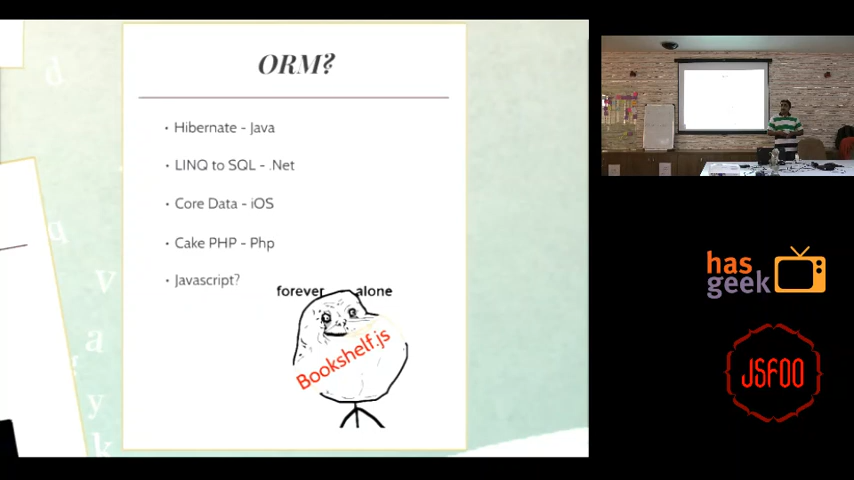 ORM?
• Hibernate - Java
• LINQ to SQL - .Net
• Core Data - iOS
• Cake PHP - Php
• Javascript?
forever alone
Bookshelf.js
d
q
v
a
y
k
has
geek
JSFOO